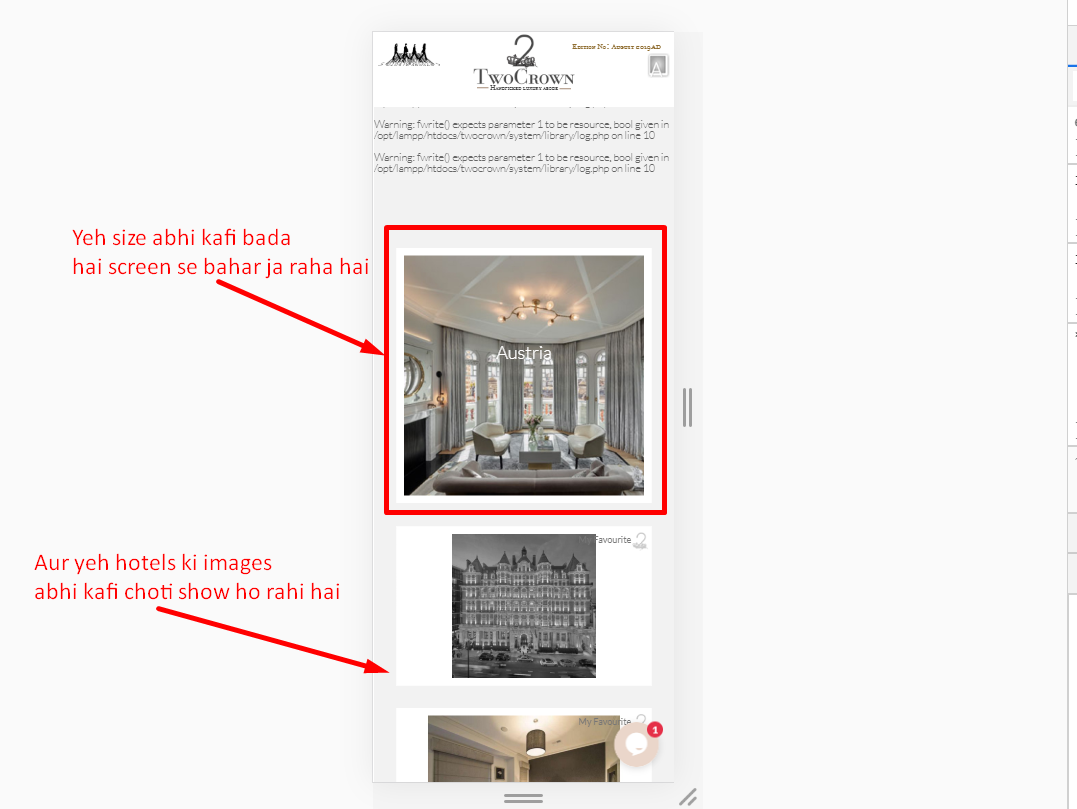 Edition No: August 2019AD
2
TwoCrown
Handpicked luxury abode
A
Warning: fwrite() expects parameter 1 to be resource, bool given in
/opt/lampp/htdocs/twocrown/system/library/log.php on line 10
Warning: fwrite() expects parameter 1 to be resource, bool given in
/opt/lampp/htdocs/twocrown/system/library/log.php on line 10
Yeh size abhi kafi bada
hai screen se bahar ja raha hai
Austria
Aur yeh hotels ki images
abhi kafi choti show ho rahi hai
My Favourite 2
My Favourite 2
1